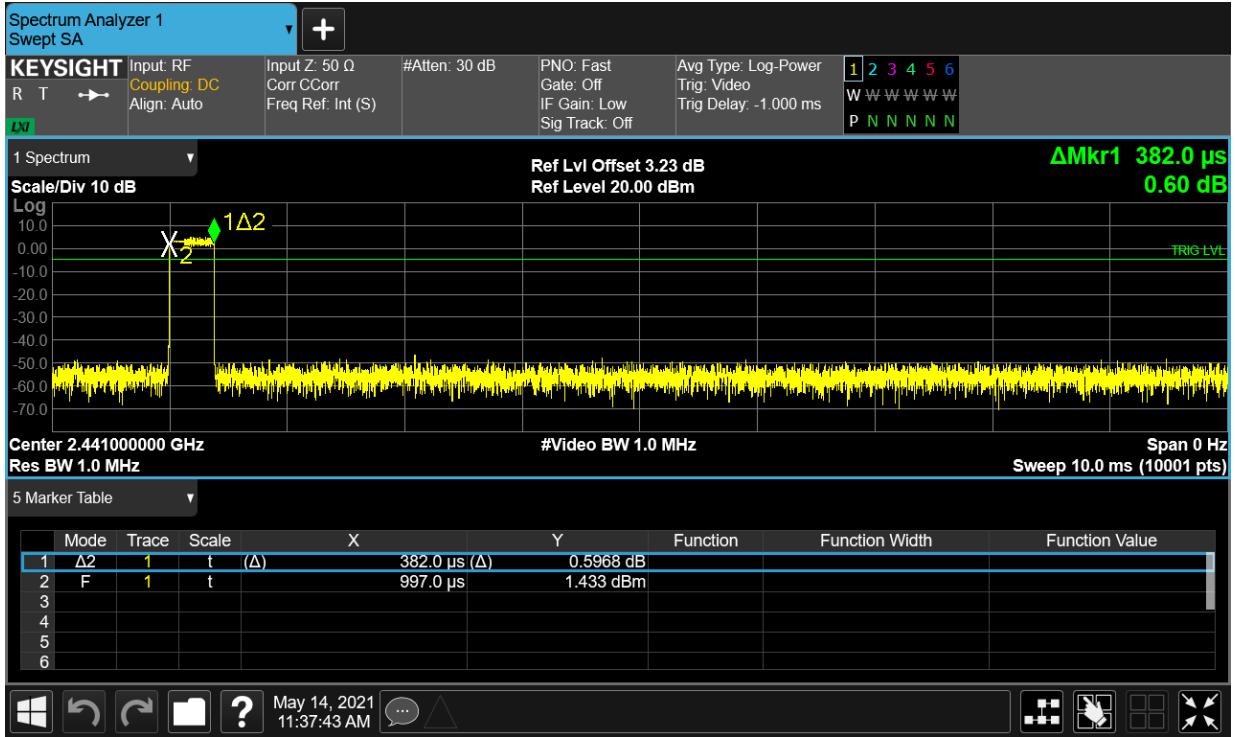 Spectrum Analyzer 1
Swept SA
KEYSIGHT Input: RF Input Z: 50 Ω #Atten: 30 dB PNO: Fast Avg Type: Log-Power 1 2 3 4 5 6
R T Coupling: DC Corr CCorr Gate: Off Trig: Video W W W W W W
Align: Auto Freq Ref: Int (S) IF Gain: Low Trig Delay: -1.000 ms
LXI Sig Track: Off P N N N N N
1 Spectrum Ref Lvl Offset 3.23 dB ΔMkr1 382.0 µs
Scale/Div 10 dB Ref Level 20.00 dBm 0.60 dB
Log
10.0 1Δ2
0.00 2 TRIG LVL
-10.0
-20.0
-30.0
-40.0
-50.0
-60.0
-70.0
Center 2.441000000 GHz #Video BW 1.0 MHz Span 0 Hz
Res BW 1.0 MHz Sweep 10.0 ms (10001 pts)
5 Marker Table
Mode Trace Scale X Y Function Function Width Function Value
1 Δ2 1 t (Δ) 382.0 µs (Δ) 0.5968 dB
2 F 1 t 997.0 µs 1.433 dBm
3
4
5
6
? May 14, 2021
11:37:43 AM